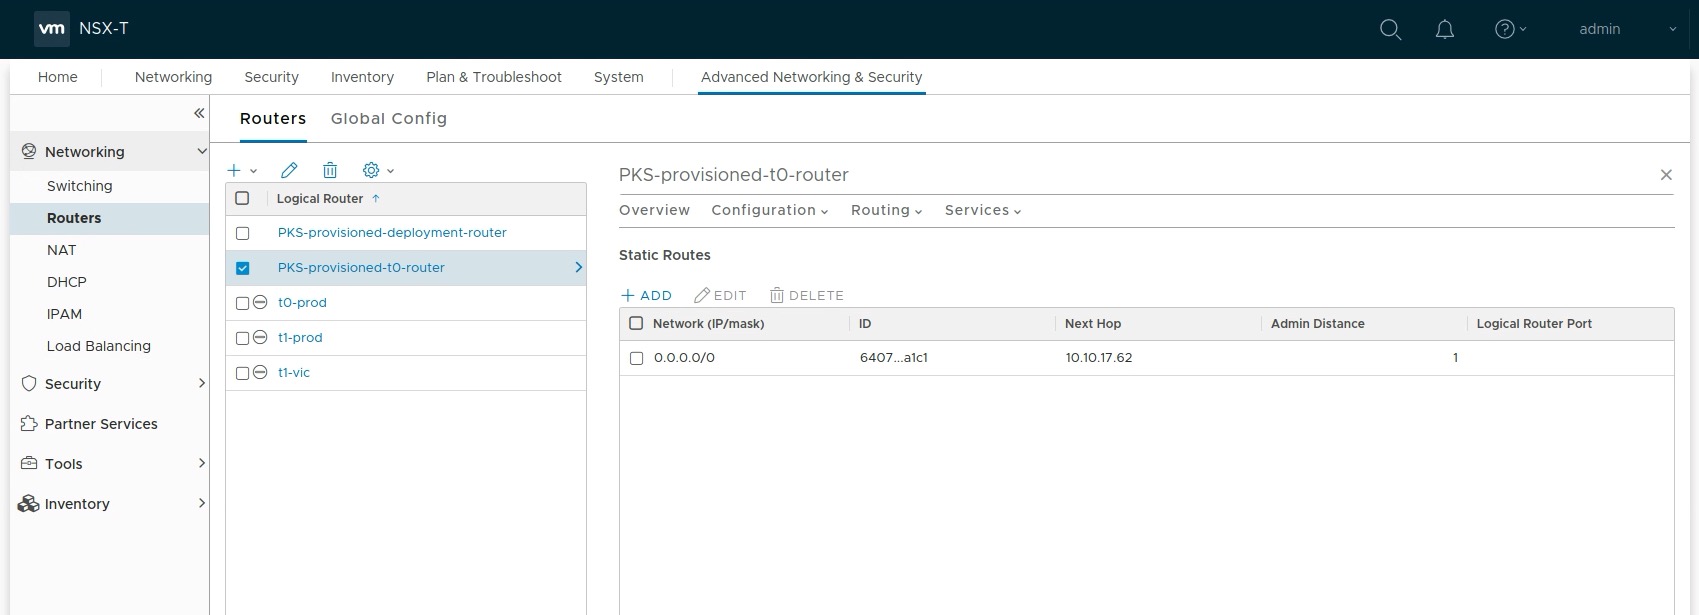 vm NSX-T admin
Home Networking Security Inventory Plan & Troubleshoot System Advanced Networking & Security
Networking
Switching
Routers
NAT
DHCP
IPAM
Load Balancing
Security
Partner Services
Tools
Inventory
Routers Global Config
Logical Router
PKS-provisioned-deployment-router
PKS-provisioned-t0-router
t0-prod
t1-prod
t1-vic
PKS-provisioned-t0-router
Overview Configuration Routing Services
Static Routes
+ ADD EDIT DELETE
Network (IP/mask) ID Next Hop Admin Distance Logical Router Port
0.0.0.0/0 6407...a1c1 10.10.17.62 1